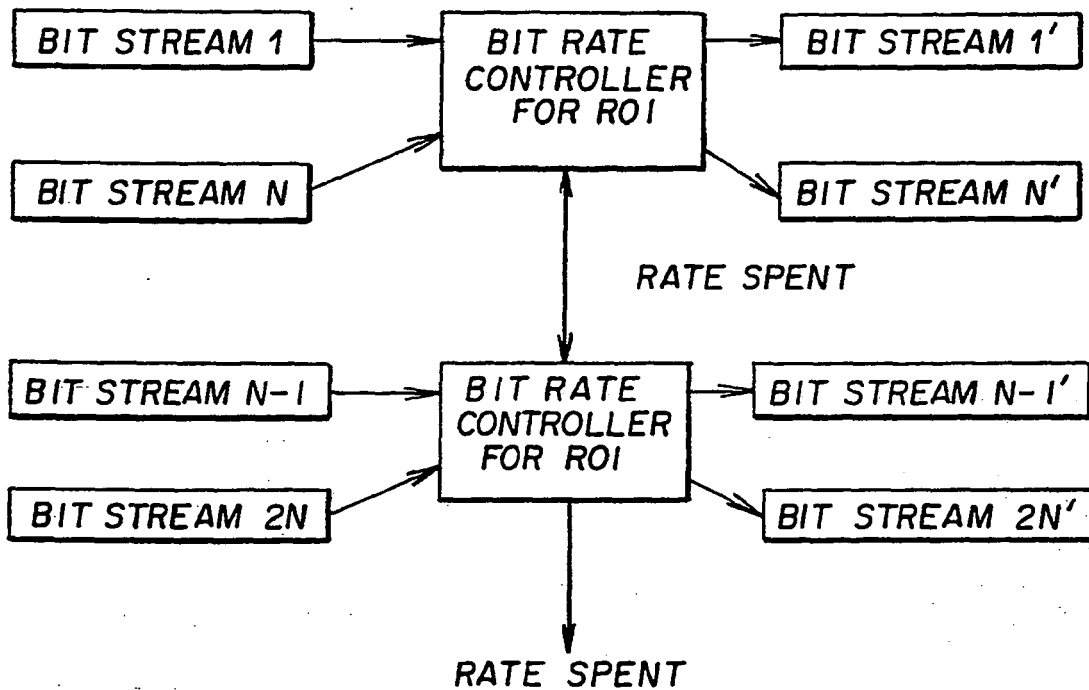 BIT STREAM 1
BIT RATE
CONTROLLER
FOR ROI
BIT STREAM 1'
BIT STREAM N
BIT STREAM N'
RATE SPENT
BIT STREAM N-1
BIT RATE
CONTROLLER
FOR ROI
BIT STREAM N-1'
BIT STREAM 2N
BIT STREAM 2N'
RATE SPENT